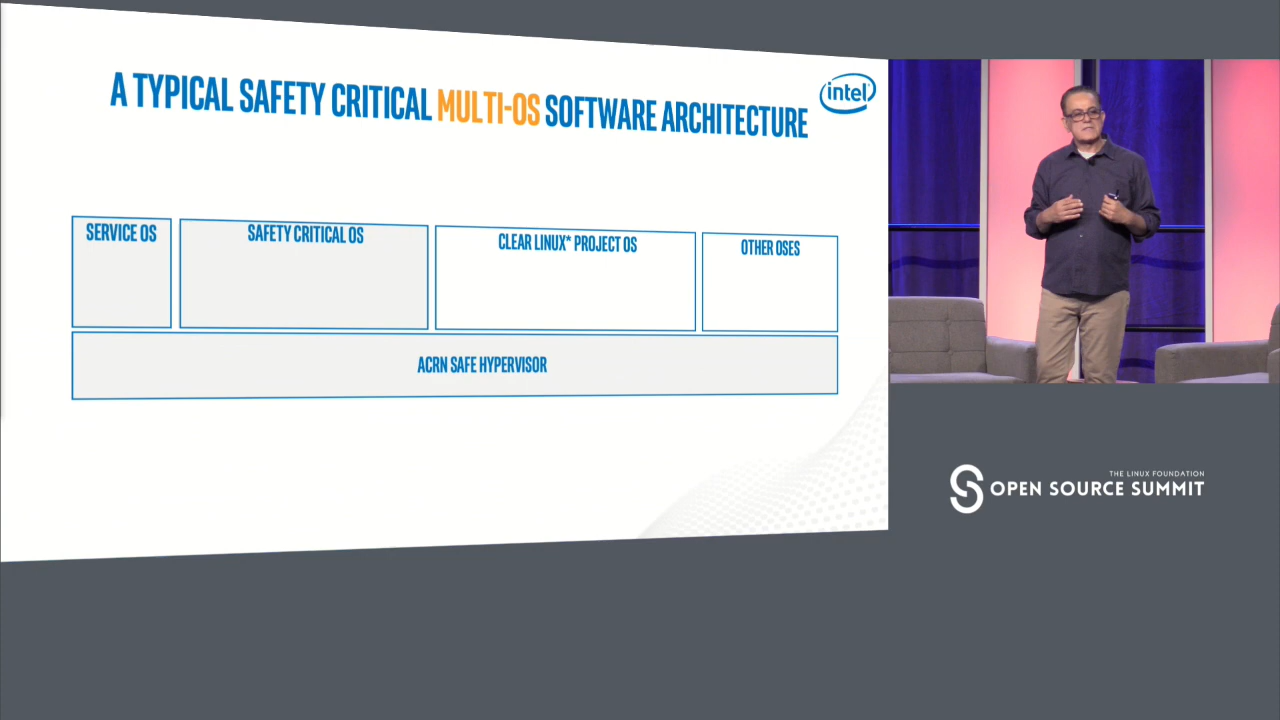 A TYPICAL SAFETY CRITICAL MULTI-OS SOFTWARE ARCHITECTURE
intel
SERVICE OS
SAFETY CRITICAL OS
CLEAR LINUX* PROJECT OS
OTHER OSES
ACRN SAFE HYPERVISOR
THE LINUX FOUNDATION
OPEN SOURCE SUMMIT